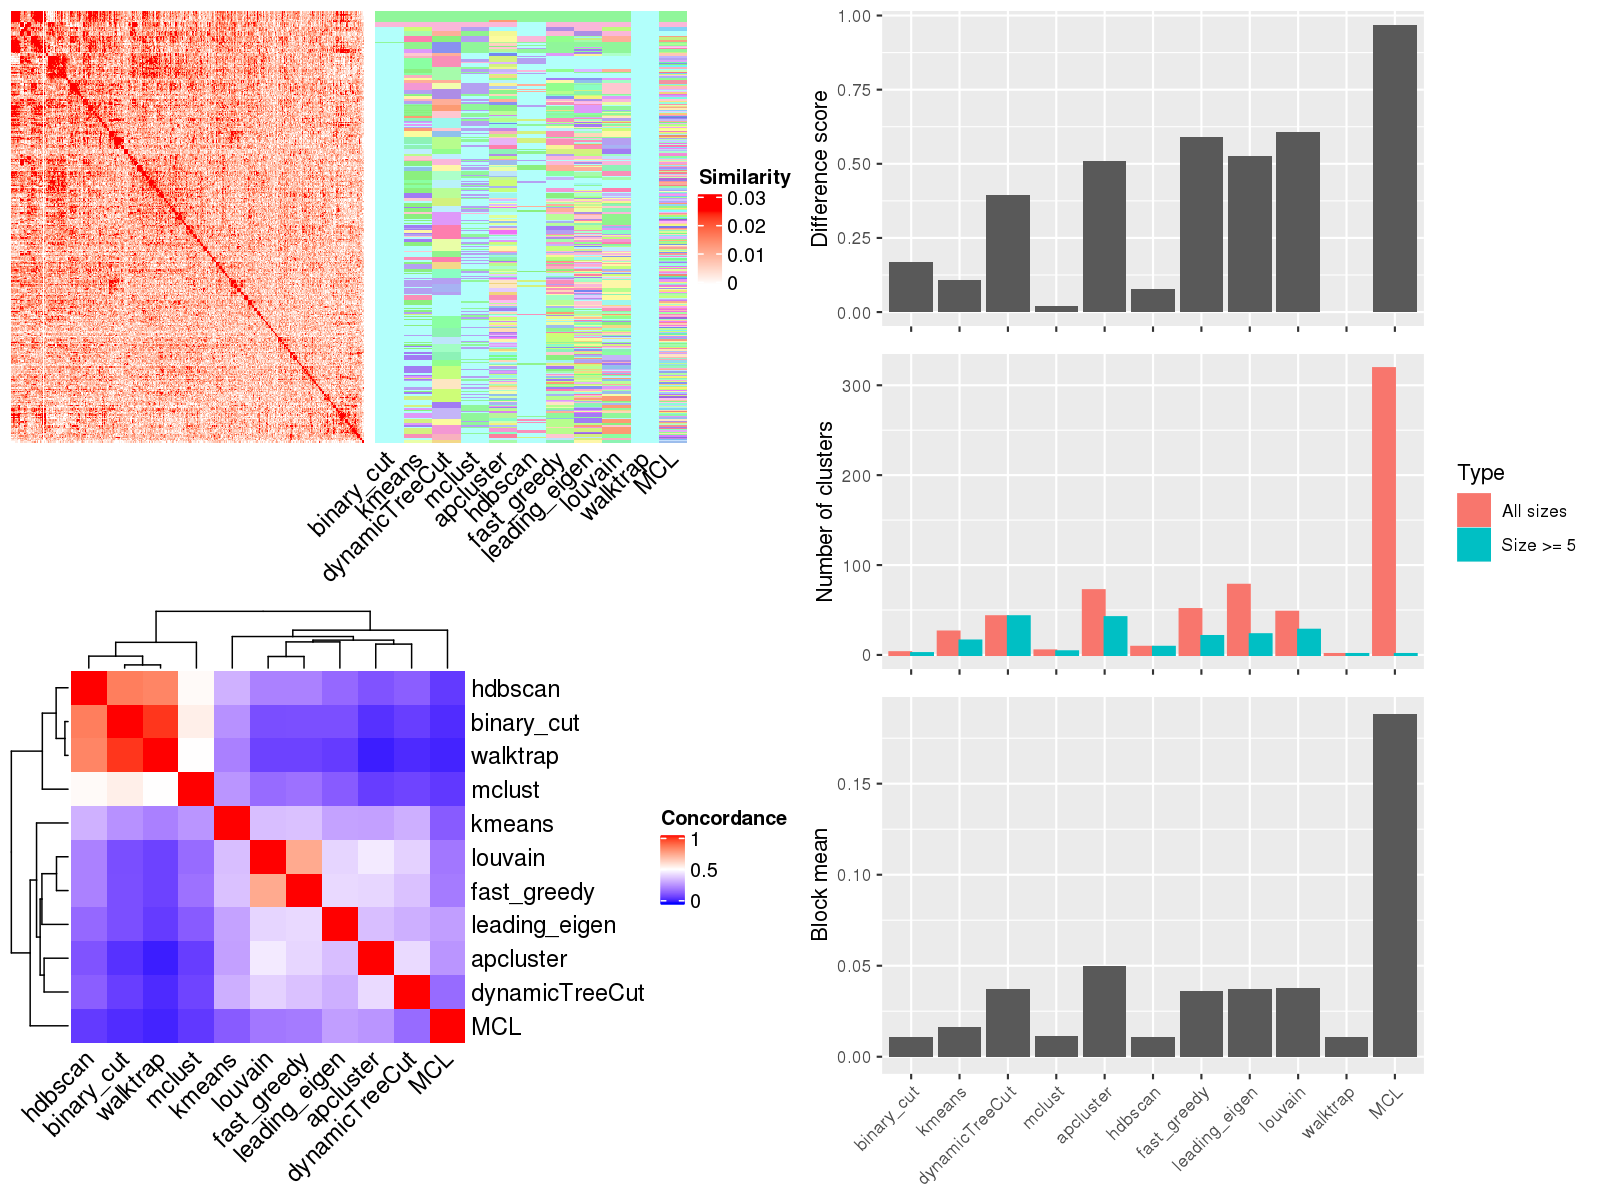 Similarity
0.03
0.02
0.01
0
binary_cut
kmeans
dynamicTreeCut
mclust
apcluster
hdbscan
fast_greedy
leading_eigen
louvain
walktrap
MCL
hdbscan
binary_cut
walktrap
mclust
kmeans
louvain
fast_greedy
leading_eigen
apcluster
dynamicTreeCut
MCL
hdbscan
binary_cut
walktrap
mclust
kmeans
louvain
fast_greedy
leading_eigen
apcluster
dynamicTreeCut
MCL
Concordance
1
0.5
0
Difference score
1.00
0.75
0.50
0.25
0.00
Number of clusters
300
200
100
0
Type
All sizes
Size >= 5
Block mean
0.15
0.10
0.05
0.00
binary_cut
kmeans
dynamicTreeCut
mclust
apcluster
hdbscan
fast_greedy
leading_eigen
louvain
walktrap
MCL